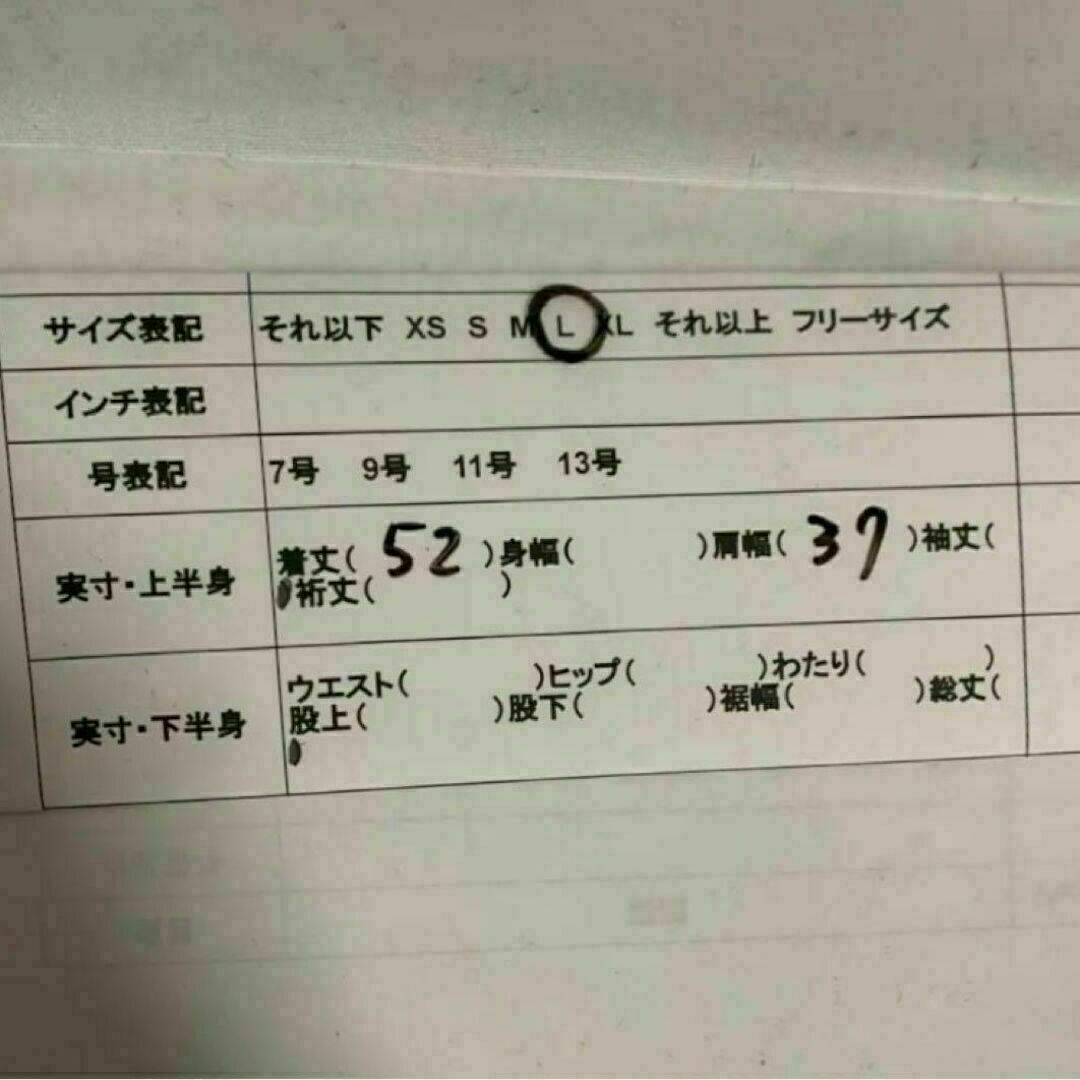 サイズ表記 それ以下 XS S M L XL それ以上 フリーサイズ
インチ表記
号表記 7号 9号 11号 13号
実寸・上半身 着丈( 52 )身幅( )肩幅( 37 )袖丈(
)裄丈( )
実寸・下半身 ウエスト( )ヒップ( )わたり( )
股上( )股下( )裾幅( )総丈(
)